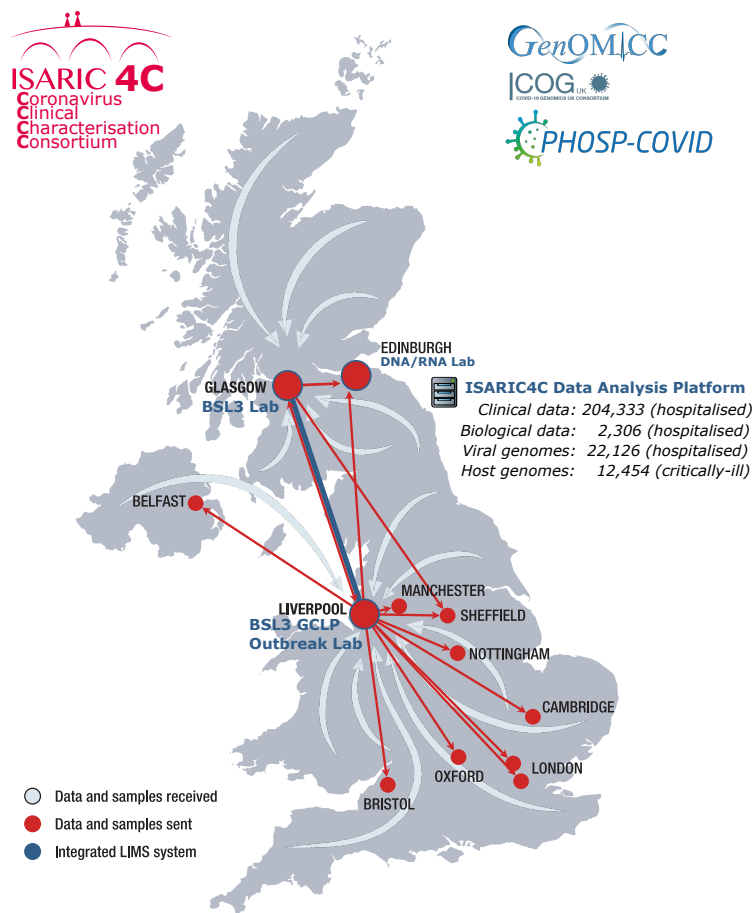 ISARIC 4C
Coronavirus
Clinical
Characterisation
Consortium
GenOMICC
COG UK
COVID-19 GENOMICS UK CONSORTIUM
PHOSP-COVID
EDINBURGH
DNA/RNA Lab
GLASGOW
BSL3 Lab
ISARIC4C Data Analysis Platform
Clinical data: 204,333 (hospitalised)
Biological data: 2,306 (hospitalised)
Viral genomes: 22,126 (hospitalised)
Host genomes: 12,454 (critically-ill)
BELFAST
MANCHESTER
LIVERPOOL
SHEFFIELD
BSL3 GCLP
Outbreak Lab
NOTTINGHAM
CAMBRIDGE
LONDON
OXFORD
BRISTOL
Data and samples received
Data and samples sent
Integrated LIMS system